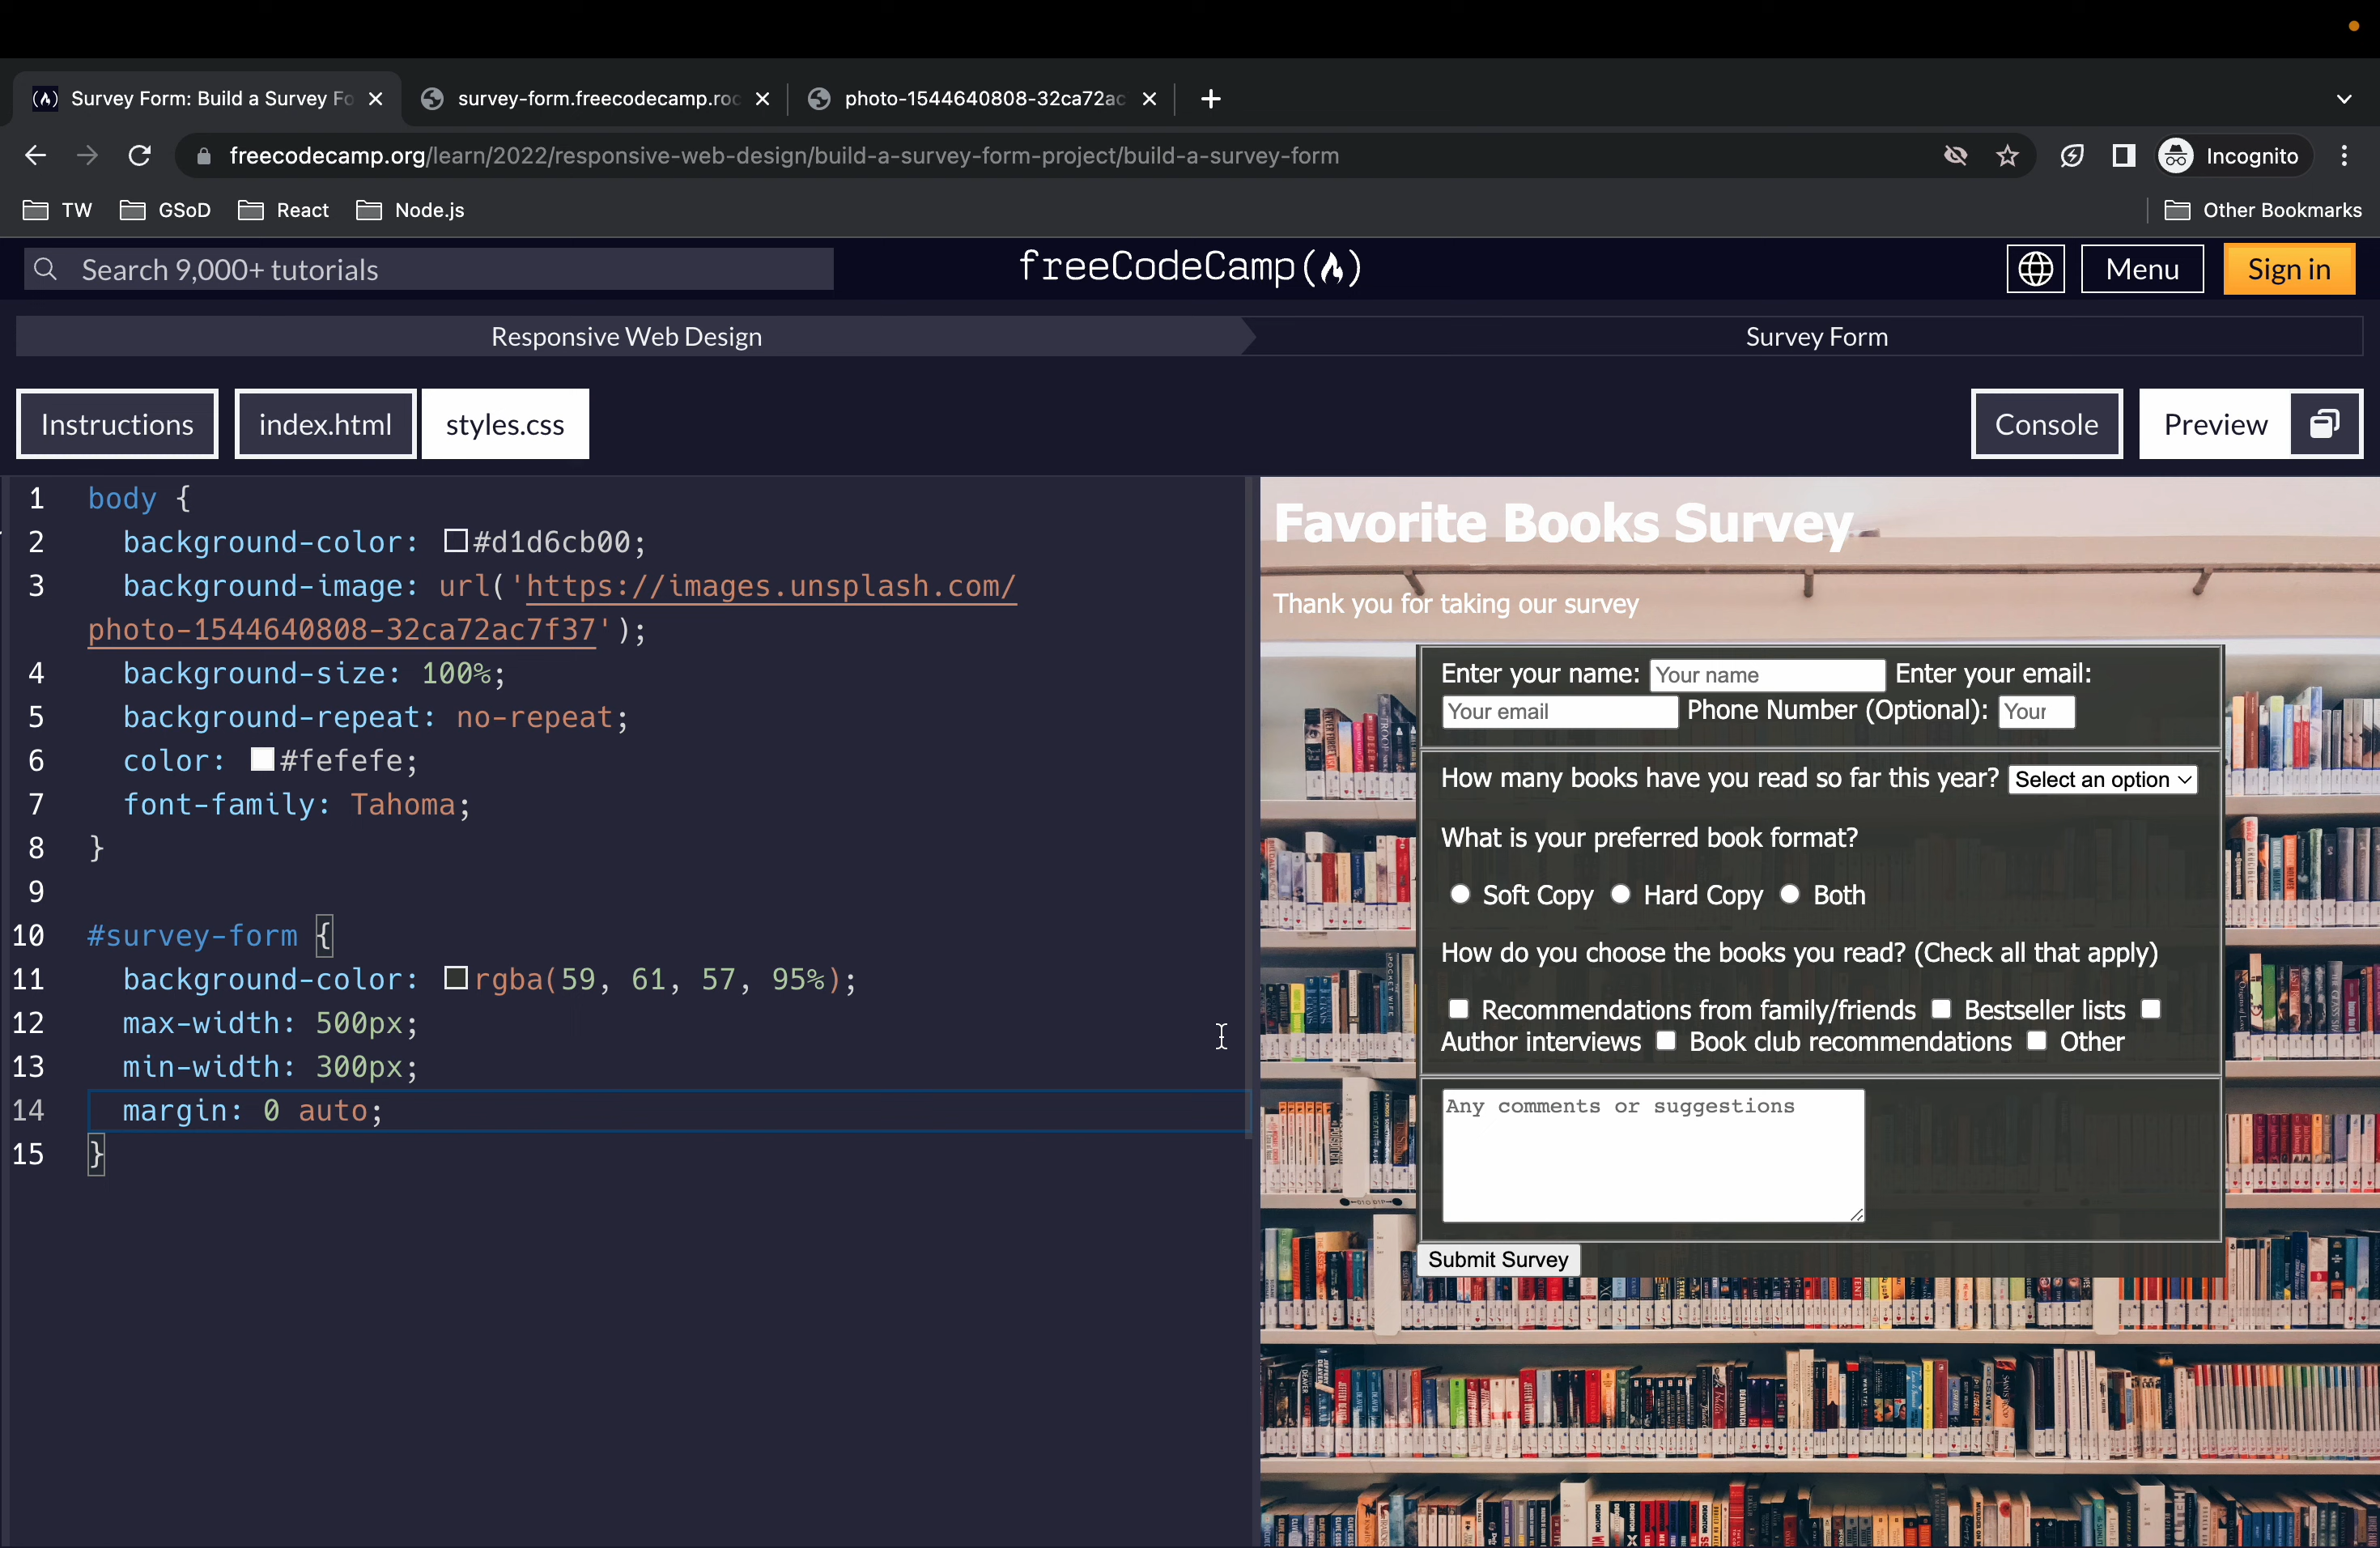 Survey Form: Build a Survey Fo
survey-form.freecodecamp.roc
photo-1544640808-32ca72ac
freecodecamp.org/learn/2022/responsive-web-design/build-a-survey-form-project/build-a-survey-form
Incognito
TW
GSoD
React
Node.js
Other Bookmarks
Search 9,000+ tutorials
freeCodeCamp
Menu
Sign in
Responsive Web Design
Survey Form
Instructions
index.html
styles.css
Console
Preview
1 body {
2 background-color: #d1d6cb00;
3 background-image: url('https://images.unsplash.com/
photo-1544640808-32ca72ac7f37');
4 background-size: 100%;
5 background-repeat: no-repeat;
6 color: #fefefe;
7 font-family: Tahoma;
8 }
9
10 #survey-form {
11 background-color: rgba(59, 61, 57, 95%);
12 max-width: 500px;
13 min-width: 300px;
14 margin: 0 auto;
15 }
Favorite Books Survey
Thank you for taking our survey
Enter your name: Your name Enter your email:
Your email Phone Number (Optional): Your
How many books have you read so far this year? Select an option
What is your preferred book format?
Soft Copy Hard Copy Both
How do you choose the books you read? (Check all that apply)
Recommendations from family/friends Bestseller lists
Author interviews Book club recommendations Other
Any comments or suggestions
Submit Survey